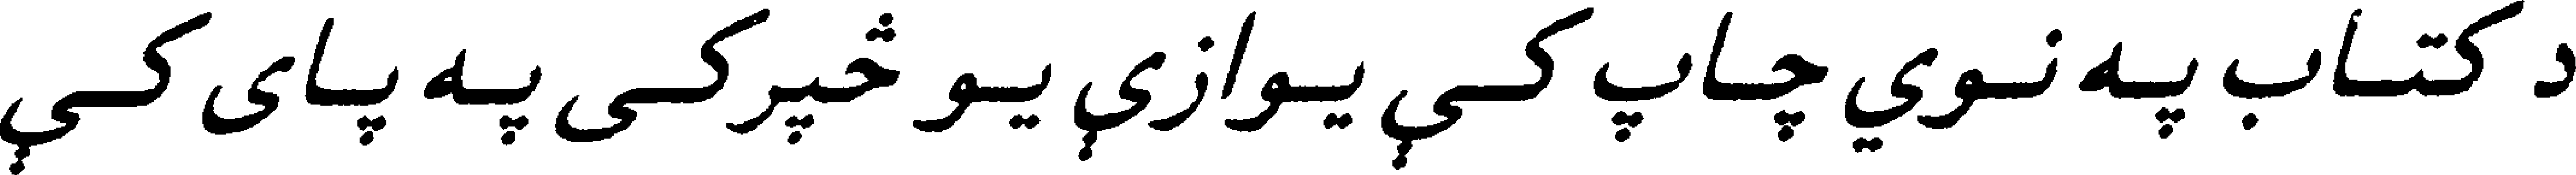 د کتاب په نوي چاپ کې يوازې يو څپرکی په پای کې